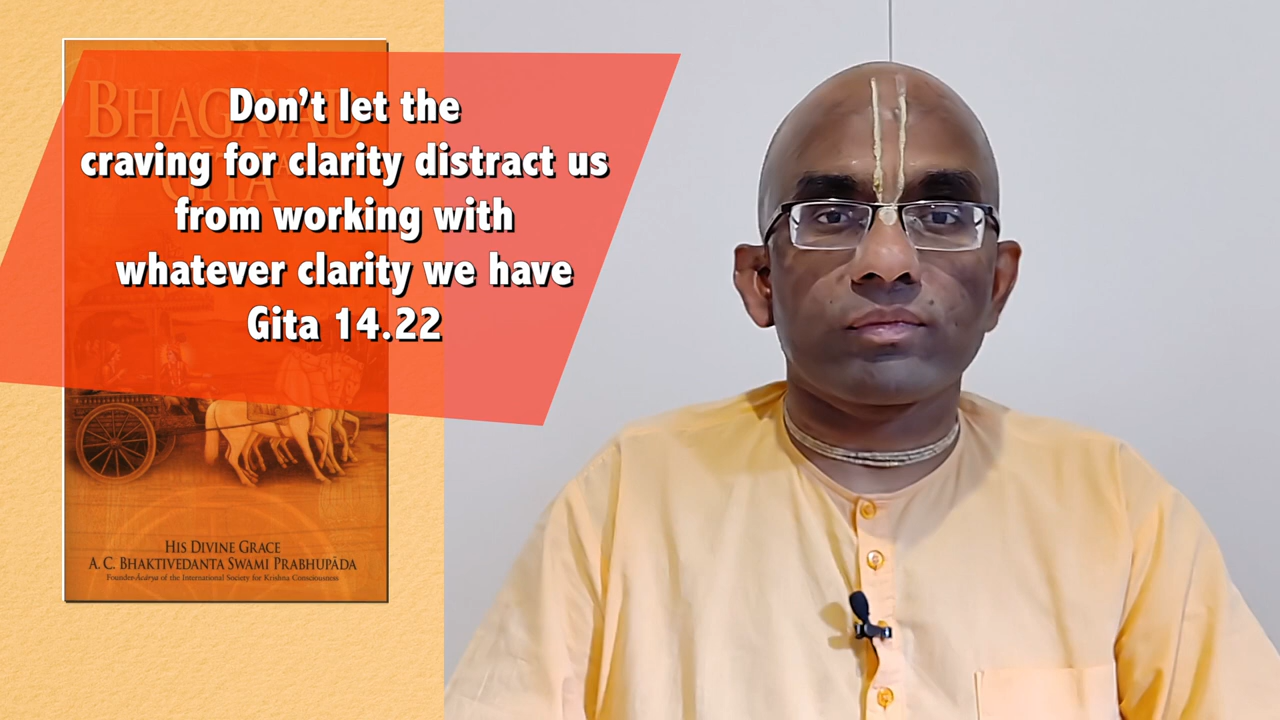 Don't let the
craving for clarity distract us
from working with
whatever clarity we have
Gita 14.22
BHAGAVAD
GĪTĀ
HIS DIVINE GRACE
A. C. BHAKTIVEDANTA SWAMI PRABHUPĀDA
Founder-Ācārya of the International Society for Krishna Consciousness